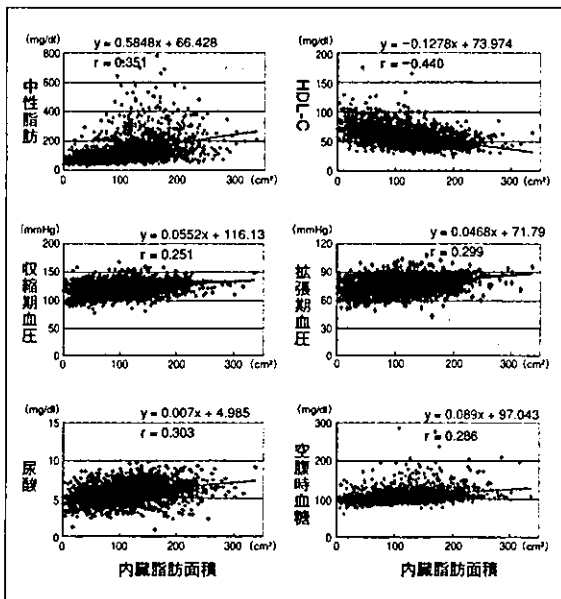 (mg/dl) y = 0.5848x + 66.428
r = 0.351
800
600
400
200
0
中性脂肪
0 100 200 300 (cm²)
(mg/dl) y = -0.1278x + 73.974
r = -0.440
200
150
100
50
0
HDL-C
0 100 200 300 (cm²)
(mmHg) y = 0.0552x + 116.13
r = 0.251
200
150
100
50
0
収縮期血圧
0 100 200 300 (cm²)
(mmHg) y = 0.0468x + 71.79
r = 0.299
120
90
60
30
0
拡張期血圧
0 100 200 300 (cm²)
(mg/dl) y = 0.007x + 4.985
r = 0.303
15
10
5
0
尿酸
0 100 200 300 (cm²)
内臓脂肪面積
(mg/dl) y = 0.089x + 97.043
r = 0.286
300
200
100
0
空腹時血糖
0 100 200 300 (cm²)
内臓脂肪面積